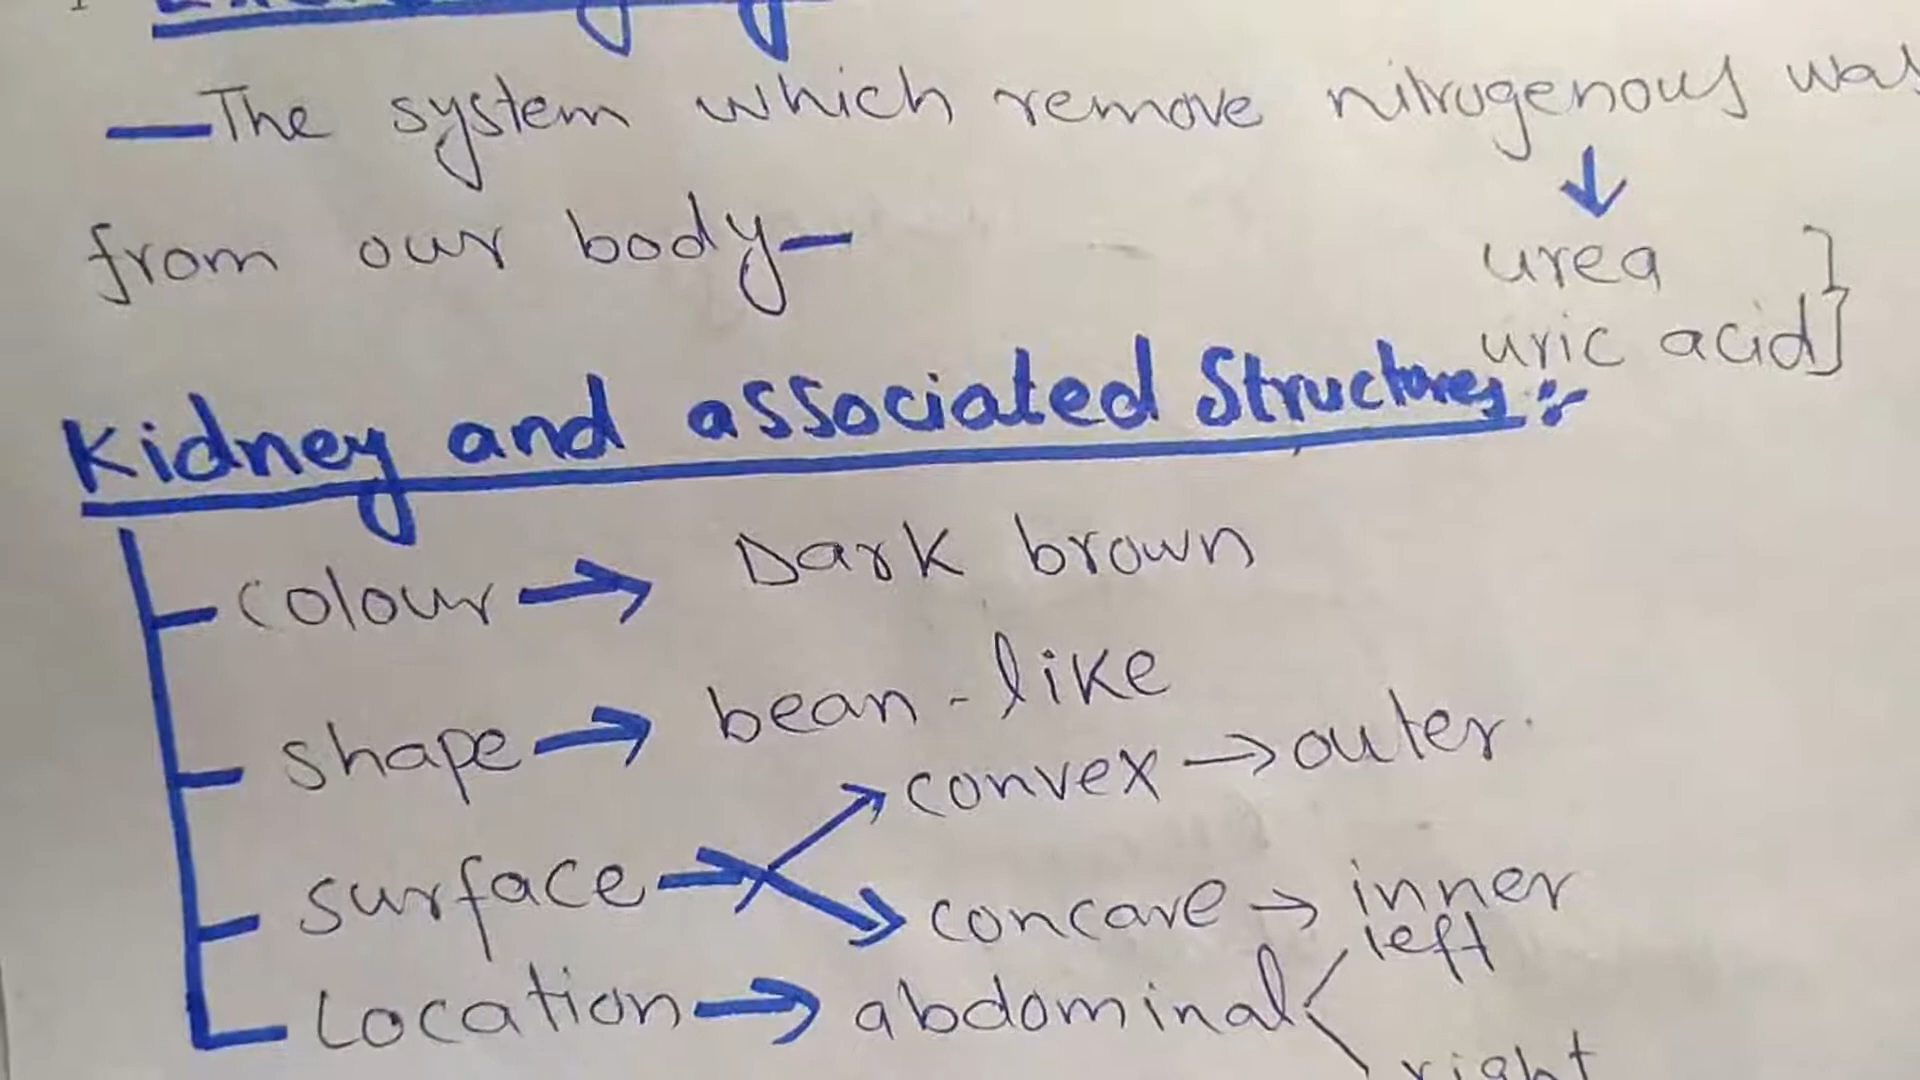 —The system which remove nitrogenous
↓
from our body—
urea }
uric acid }
Kidney and associated Structures :-
colour → Dark brown
shape → bean-like
surface → convex → outer.
concave → inner
Location → abdominal < left
right